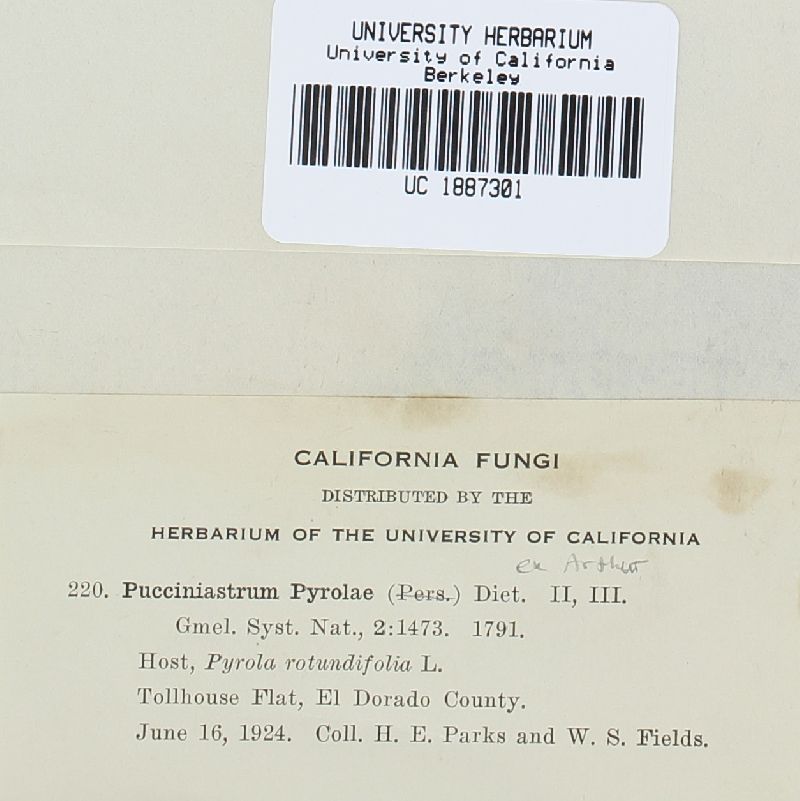 UNIVERSITY HERBARIUM
University of California
Berkeley
UC 1887301
CALIFORNIA FUNGI
DISTRIBUTED BY THE
HERBARIUM OF THE UNIVERSITY OF CALIFORNIA
ex Arthur
220. Pucciniastrum Pyrolae (Pers.) Diet. II, III.
Gmel. Syst. Nat., 2:1473. 1791.
Host, Pyrola rotundifolia L.
Tollhouse Flat, El Dorado County.
June 16, 1924. Coll. H. E. Parks and W. S. Fields.